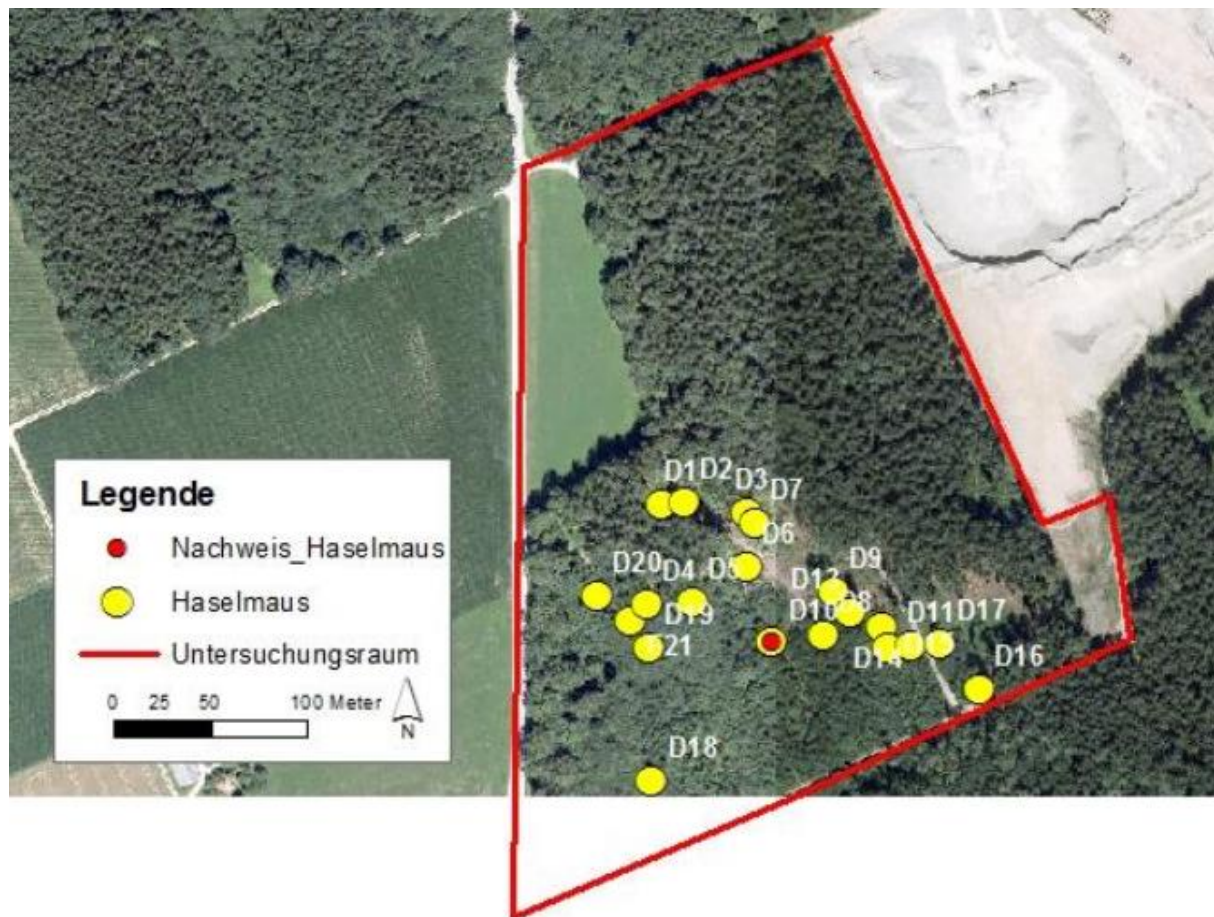 D1 D2 D3 D7
D6
D20 D4 D5 D12 D9
D19 D10 D8 D11 D17
D21 D14 D16
D18
Legende
Nachweis_Haselmaus
Haselmaus
Untersuchungsraum
0 25 50 100 Meter
N